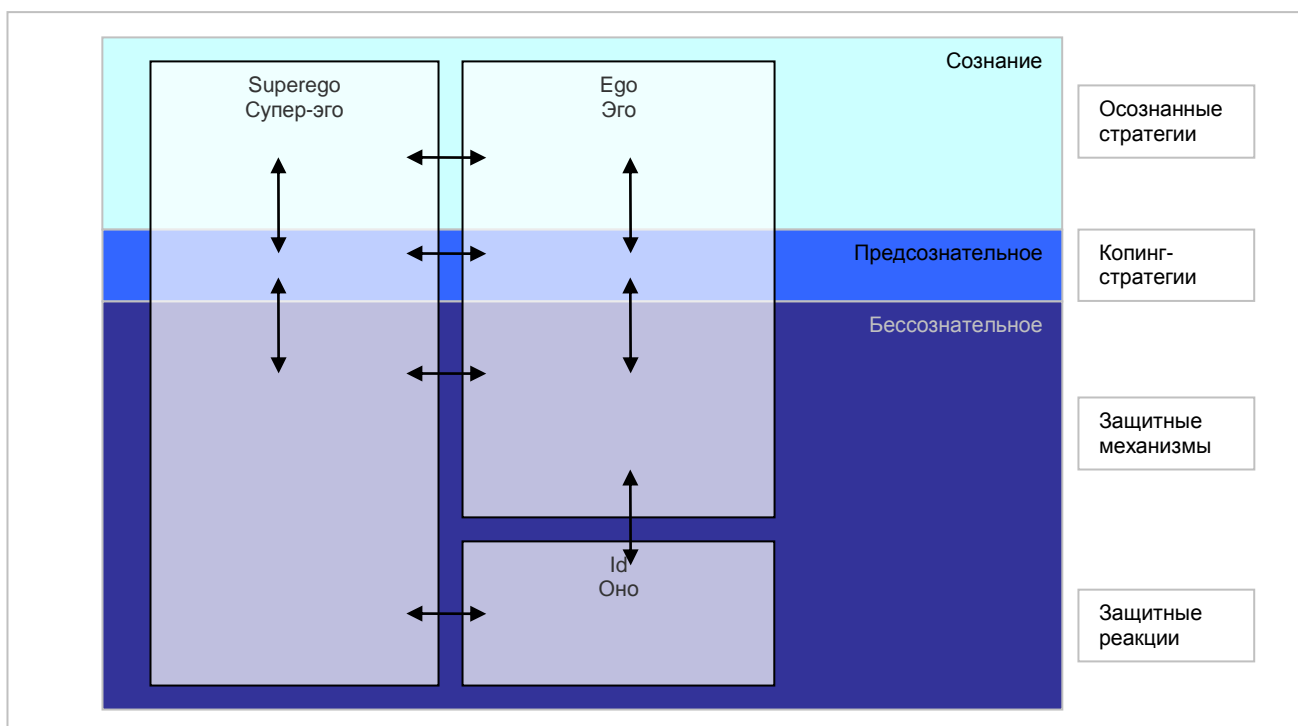 Superego
Супер-эго
Ego
Эго
Сознание
Осознанные
стратегии
Предсознательное
Копинг-
стратегии
Бессознательное
Защитные
механизмы
Id
Оно
Защитные
реакции